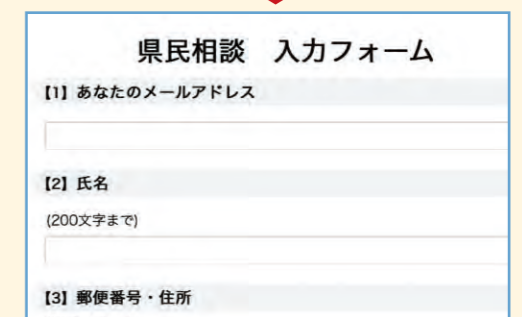 県民相談　入力フォーム
【1】あなたのメールアドレス
【2】氏名
(200文字まで)
【3】郵便番号・住所